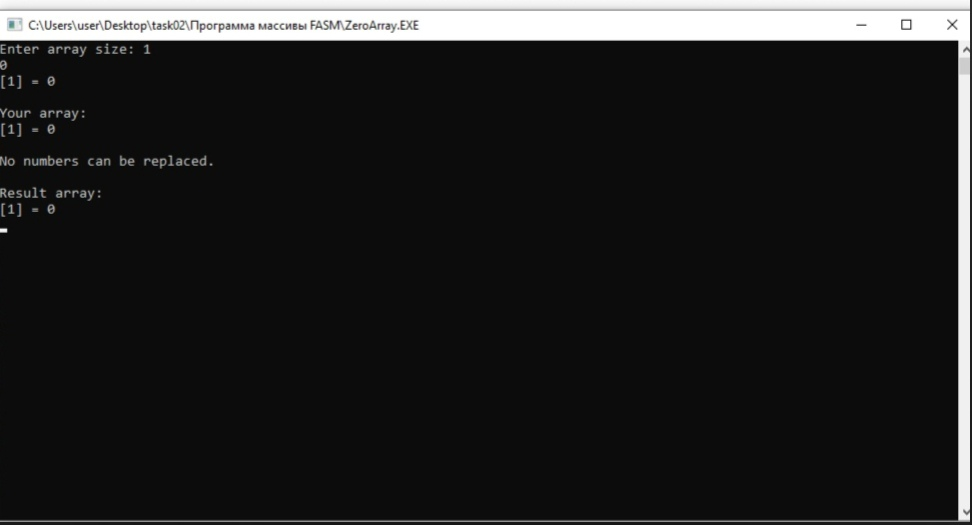 C:\Users\user\Desktop\task02\Программа массивы FASM\ZeroArray.EXE
Enter array size: 1
0
[1] = 0
Your array:
[1] = 0
No numbers can be replaced.
Result array:
[1] = 0